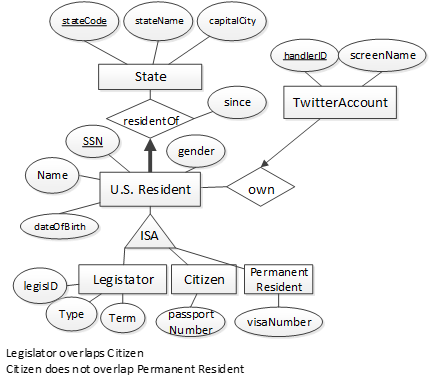 stateCode
stateName
capitalCity
State
handlerID
screenName
since
TwitterAccount
residentOf
SSN
gender
Name
U.S. Resident
own
dateOfBirth
ISA
Legistator
Citizen
Permanent
Resident
legisID
Type
Term
passport
Number
visaNumber
Legislator overlaps Citizen
Citizen does not overlap Permanent Resident